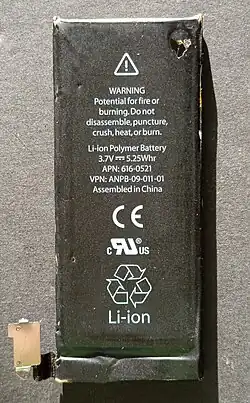 WARNING
Potential for fire or
burning. Do not
disassemble, puncture,
crush, heat, or burn.
Li-ion Polymer Battery
3.7V ⎓ 5.25Whr
APN: 616-0521
VPN: ANPB-09-011-01
Assembled in China
CE
c RU US
Li-ion